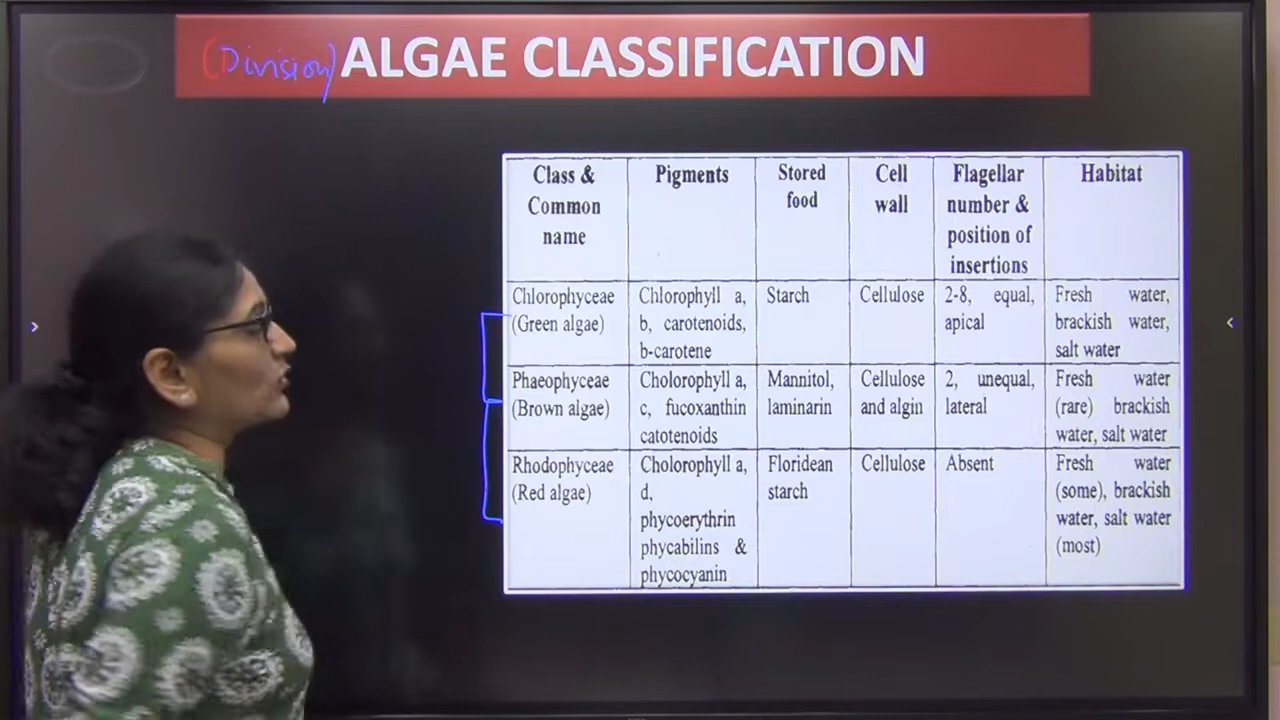 (Division) ALGAE CLASSIFICATION
Class &
Common
name
Pigments
Stored
food
Cell
wall
Flagellar
number &
position of
insertions
Habitat
Chlorophyceae
(Green algae)
Chlorophyll a,
b, carotenoids,
b-carotene
Starch
Cellulose
2-8, equal,
apical
Fresh water,
brackish water,
salt water
Phaeophyceae
(Brown algae)
Cholorophyll a,
c, fucoxanthin
catotenoids
Mannitol,
laminarin
Cellulose
and algin
2, unequal,
lateral
Fresh water
(rare) brackish
water, salt water
Rhodophyceae
(Red algae)
Cholorophyll a,
d,
phycoerythrin
phycabilins &
phycocyanin
Floridean
starch
Cellulose
Absent
Fresh water
(some), brackish
water, salt water
(most)